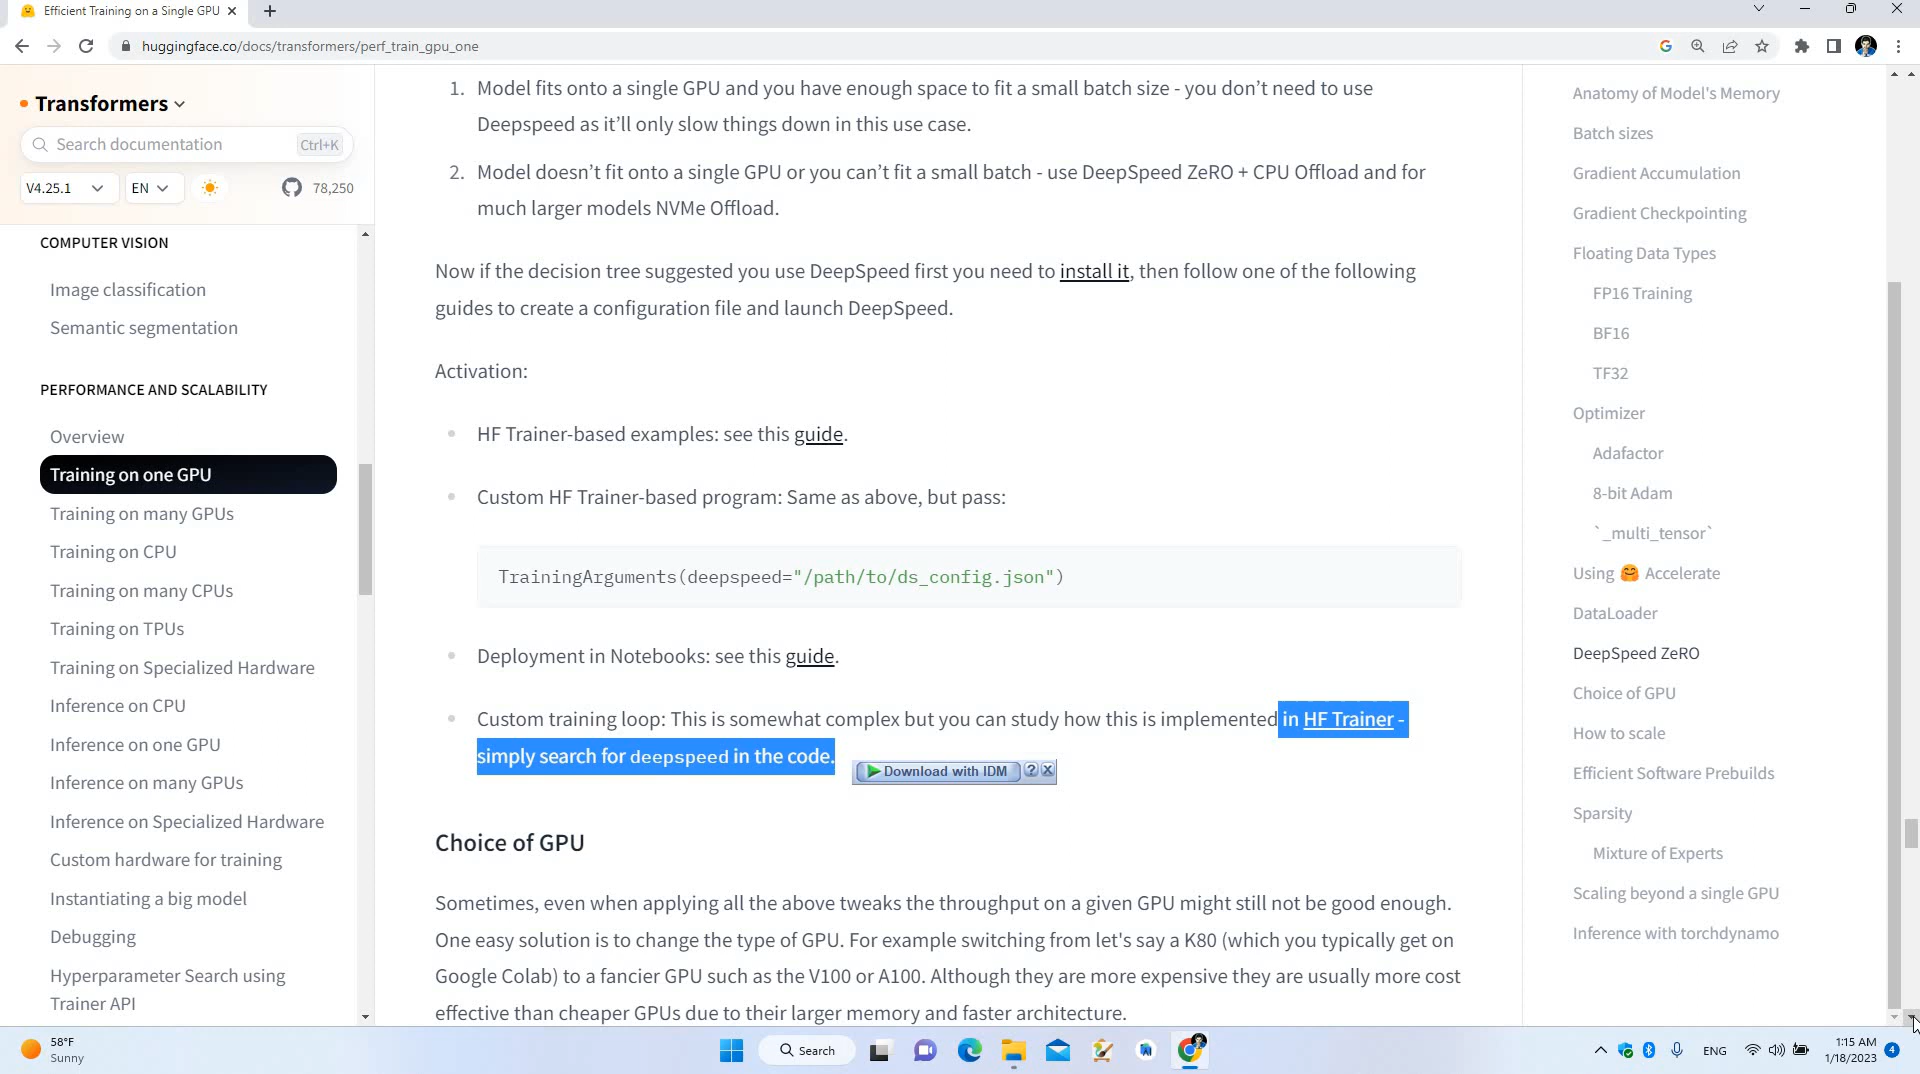 Efficient Training on a Single GPU
huggingface.co/docs/transformers/perf_train_gpu_one
Transformers
Search documentation Ctrl+K
V4.25.1 EN 78,250
COMPUTER VISION
Image classification
Semantic segmentation
PERFORMANCE AND SCALABILITY
Overview
Training on one GPU
Training on many GPUs
Training on CPU
Training on many CPUs
Training on TPUs
Training on Specialized Hardware
Inference on CPU
Inference on one GPU
Inference on many GPUs
Inference on Specialized Hardware
Custom hardware for training
Instantiating a big model
Debugging
Hyperparameter Search using
Trainer API
1. Model fits onto a single GPU and you have enough space to fit a small batch size - you don’t need to use
Deepspeed as it’ll only slow things down in this use case.
2. Model doesn’t fit onto a single GPU or you can’t fit a small batch - use DeepSpeed ZeRO + CPU Offload and for
much larger models NVMe Offload.
Now if the decision tree suggested you use DeepSpeed first you need to install it, then follow one of the following
guides to create a configuration file and launch DeepSpeed.
Activation:
HF Trainer-based examples: see this guide.
Custom HF Trainer-based program: Same as above, but pass:
TrainingArguments(deepspeed="/path/to/ds_config.json")
Deployment in Notebooks: see this guide.
Custom training loop: This is somewhat complex but you can study how this is implemented in HF Trainer -
simply search for deepspeed in the code.
Download with IDM ?
Choice of GPU
Sometimes, even when applying all the above tweaks the throughput on a given GPU might still not be good enough.
One easy solution is to change the type of GPU. For example switching from let's say a K80 (which you typically get on
Google Colab) to a fancier GPU such as the V100 or A100. Although they are more expensive they are usually more cost
effective than cheaper GPUs due to their larger memory and faster architecture.
Anatomy of Model's Memory
Batch sizes
Gradient Accumulation
Gradient Checkpointing
Floating Data Types
FP16 Training
BF16
TF32
Optimizer
Adafactor
8-bit Adam
`_multi_tensor`
Using 🤗 Accelerate
DataLoader
DeepSpeed ZeRO
Choice of GPU
How to scale
Efficient Software Prebuilds
Sparsity
Mixture of Experts
Scaling beyond a single GPU
Inference with torchdynamo
58°F
Sunny
Search
ENG
1:15 AM
1/18/2023
4